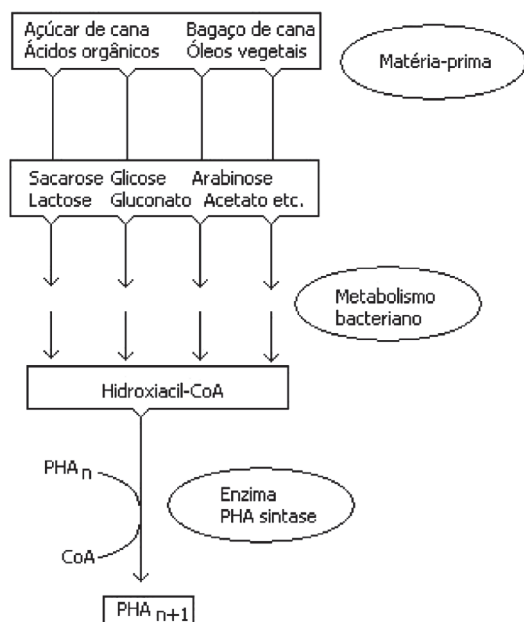 Açúcar de cana Bagaço de cana
Ácidos orgânicos Óleos vegetais
Matéria-prima
Sacarose Glicose Arabinose
Lactose Gluconato Acetato etc.
Metabolismo
bacteriano
Hidroxiacil-CoA
PHA n
Enzima
PHA sintase
CoA
PHA n+1